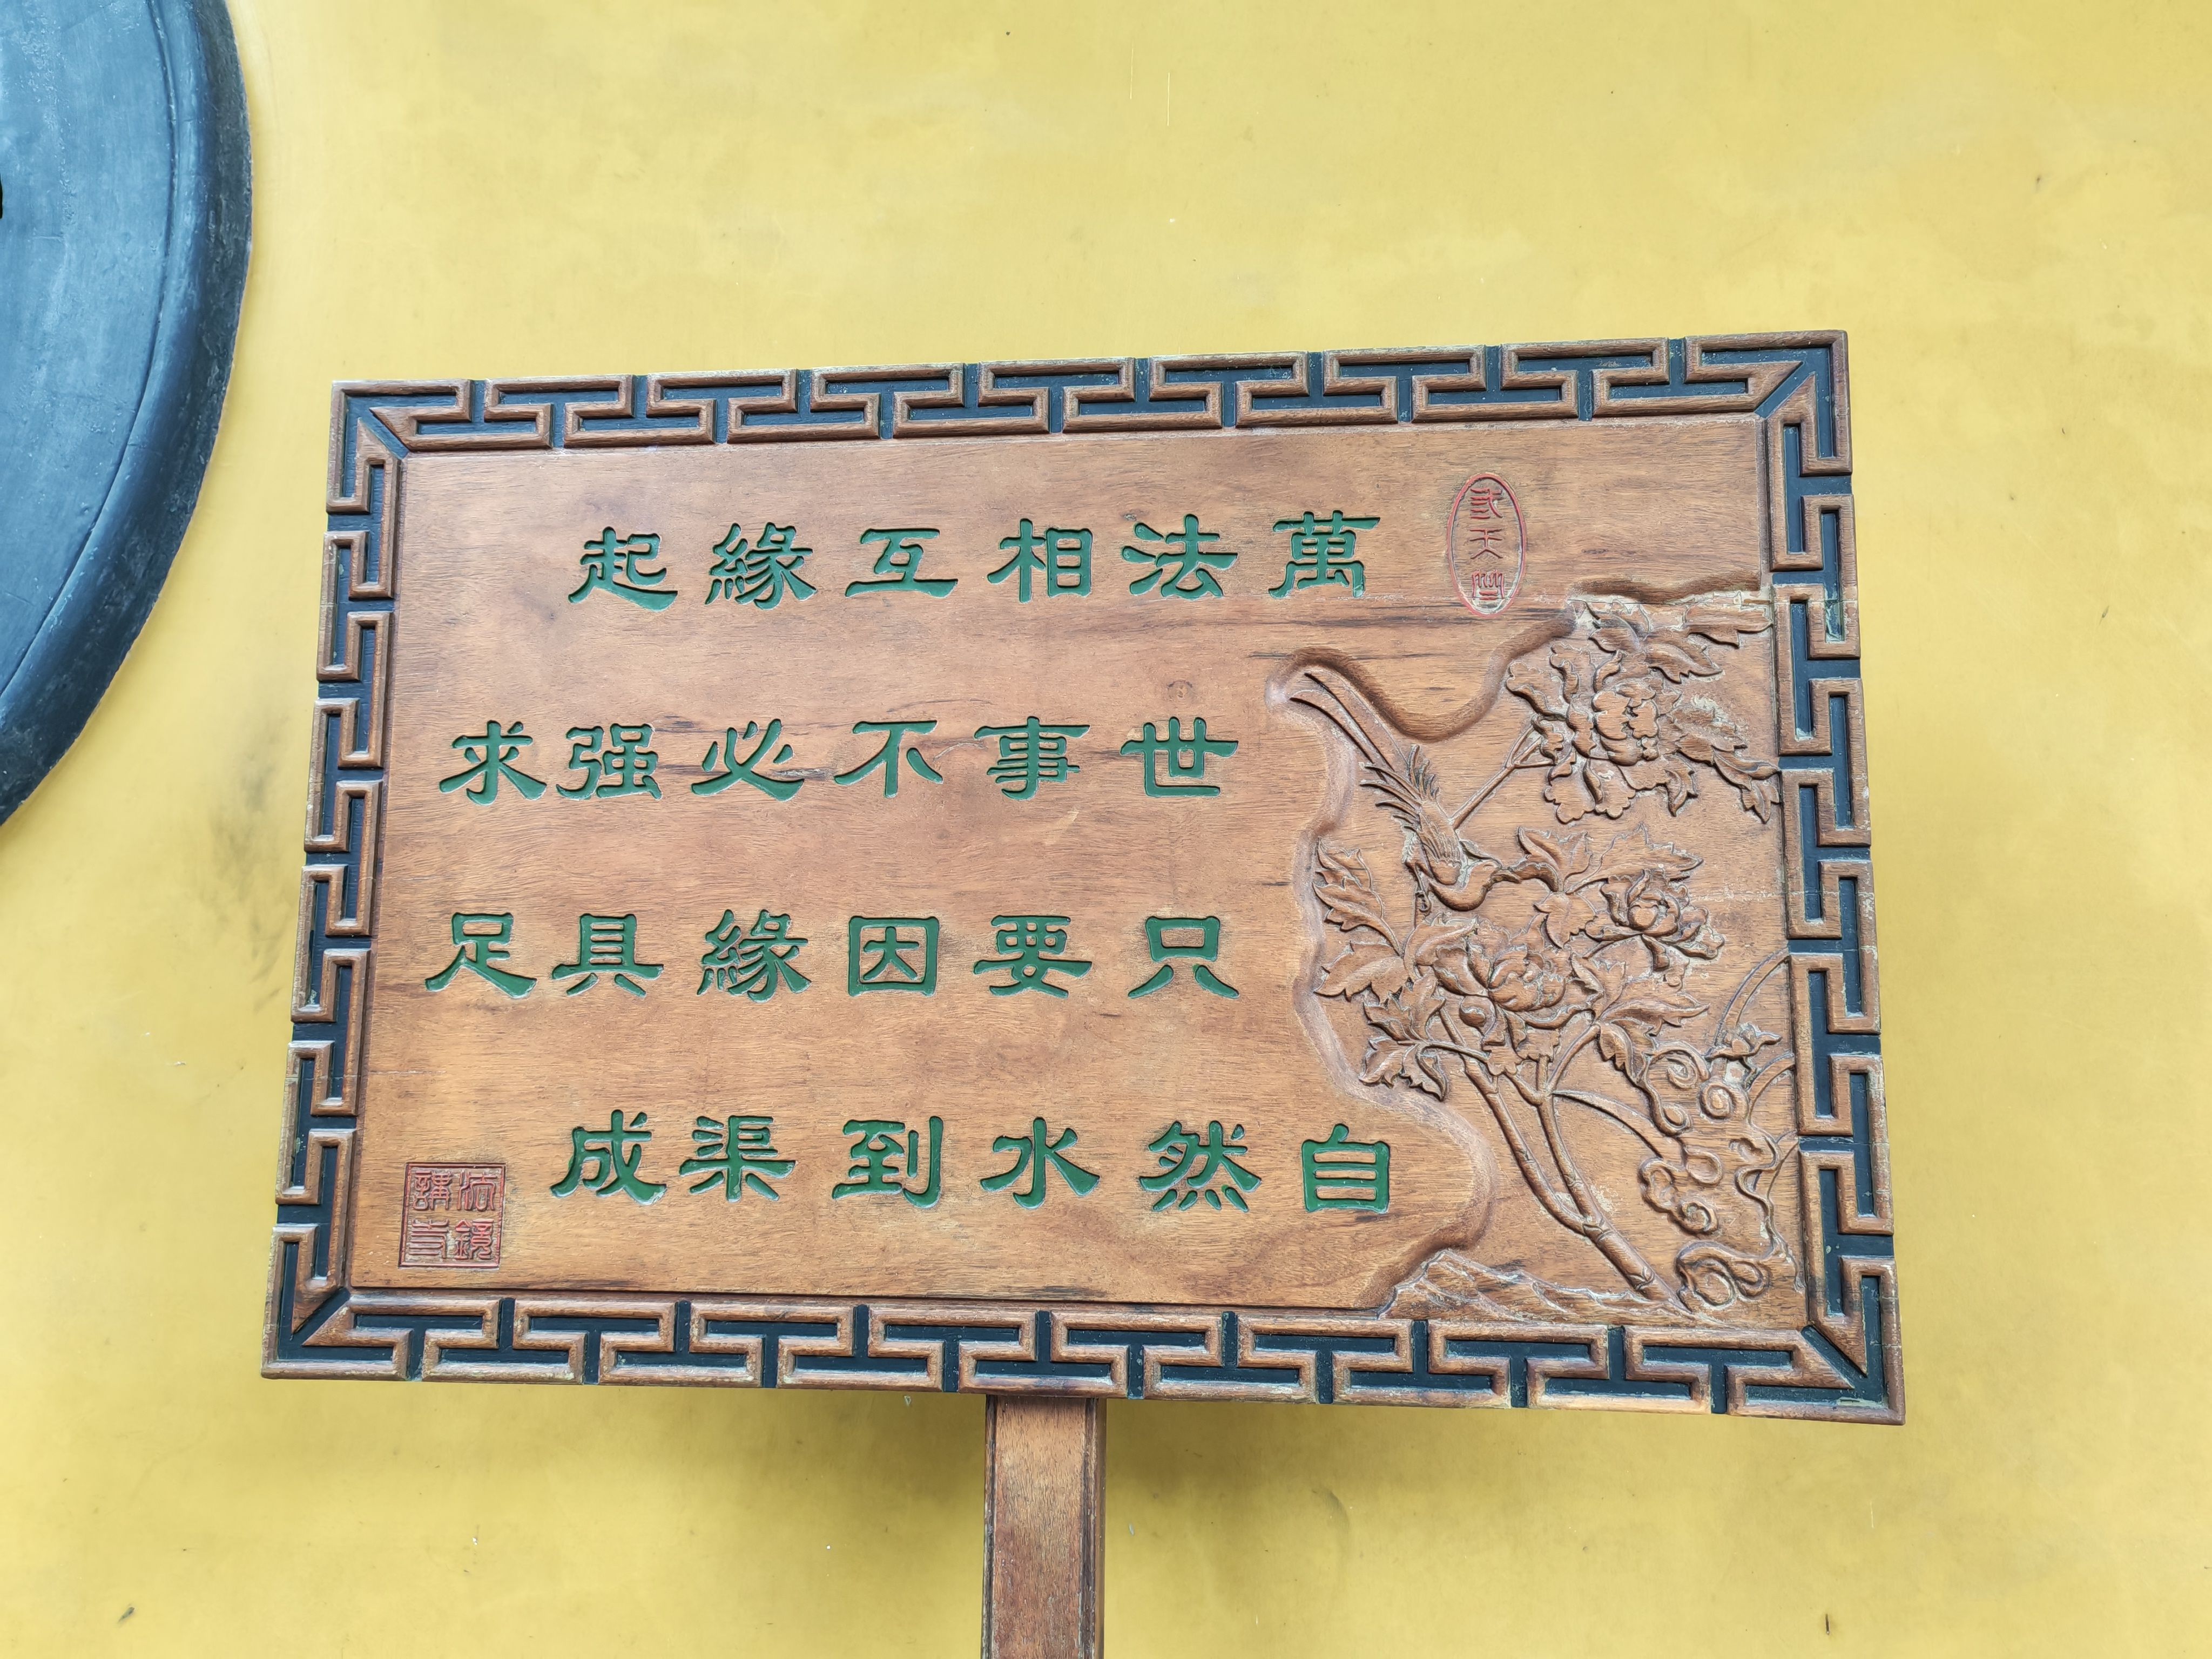 萬法相互緣起
世事不必强求
只要因緣具足
自然水到渠成